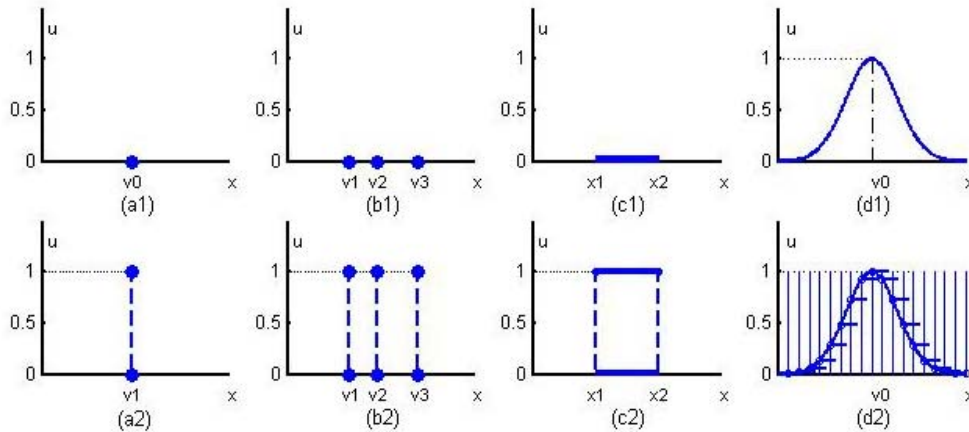 u u u u
1 1 1 1
0.5 0.5 0.5 0.5
0 0 0 0
v0 x v1 v2 v3 x x1 x2 x v0 x
(a1) (b1) (c1) (d1)
u u u u
1 1 1 1
0.5 0.5 0.5 0.5
0 0 0 0
v1 x v1 v2 v3 x x1 x2 x v0 x
(a2) (b2) (c2) (d2)